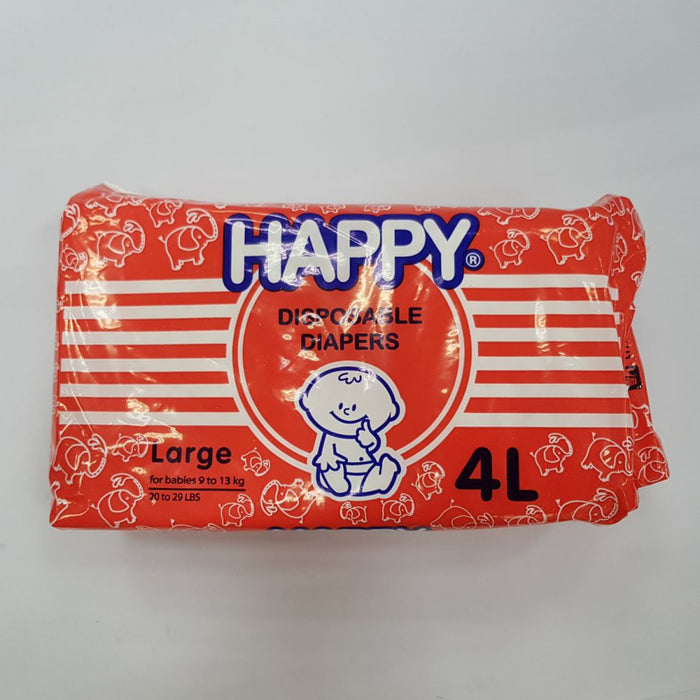 HAPPY®
DISPOSABLE
DIAPERS
Large
for babies 9 to 13 kg
20 to 29 LBS
4L